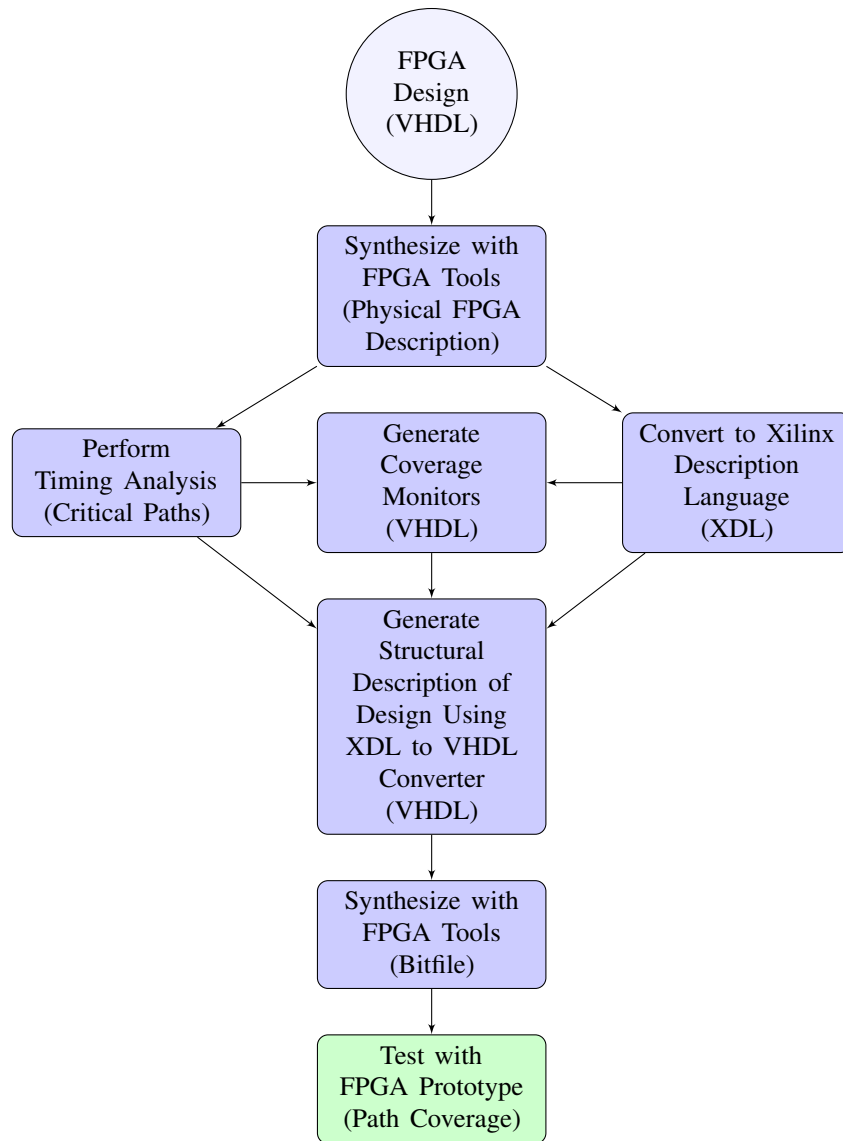 FPGA
Design
(VHDL)
Synthesize with
FPGA Tools
(Physical FPGA
Description)
Perform
Timing Analysis
(Critical Paths)
Generate
Coverage
Monitors
(VHDL)
Convert to Xilinx
Description
Language
(XDL)
Generate
Structural
Description of
Design Using
XDL to VHDL
Converter
(VHDL)
Synthesize with
FPGA Tools
(Bitfile)
Test with
FPGA Prototype
(Path Coverage)